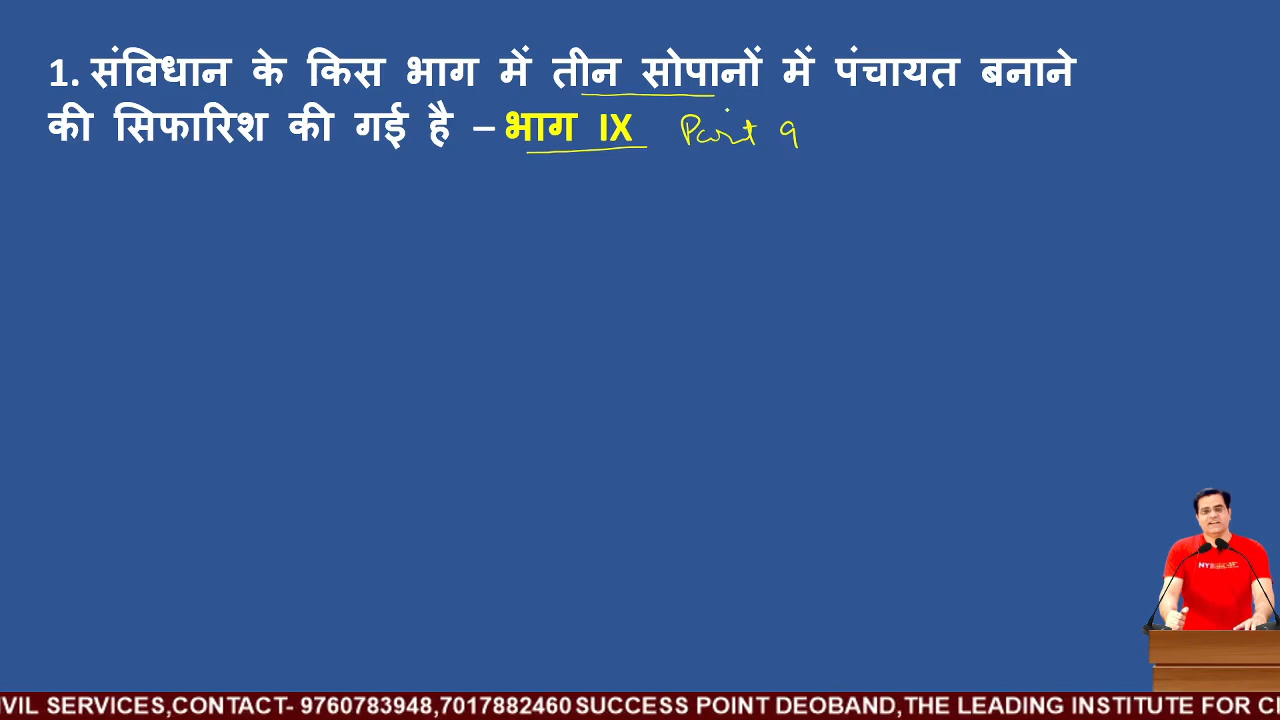 1. संविधान के किस भाग में तीन सोपानों में पंचायत बनाने
की सिफारिश की गई है – भाग IX Part 9
IVIL SERVICES,CONTACT- 9760783948,7017882460 SUCCESS POINT DEOBAND,THE LEADING INSTITUTE FOR CI